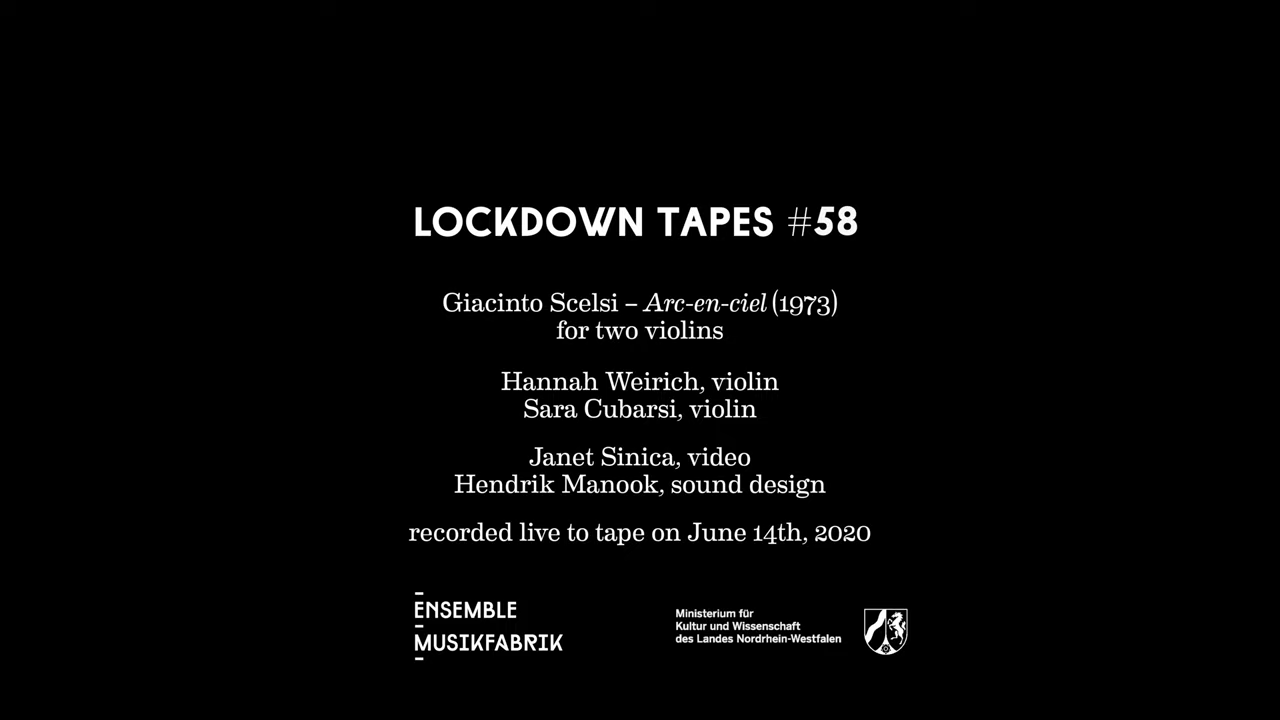 LOCKDOWN TAPES #58
Giacinto Scelsi – Arc-en-ciel (1973)
for two violins
Hannah Weirich, violin
Sara Cubarsi, violin
Janet Sinica, video
Hendrik Manook, sound design
recorded live to tape on June 14th, 2020
ENSEMBLE
MUSIKFABRIK
Ministerium für
Kultur und Wissenschaft
des Landes Nordrhein-Westfalen